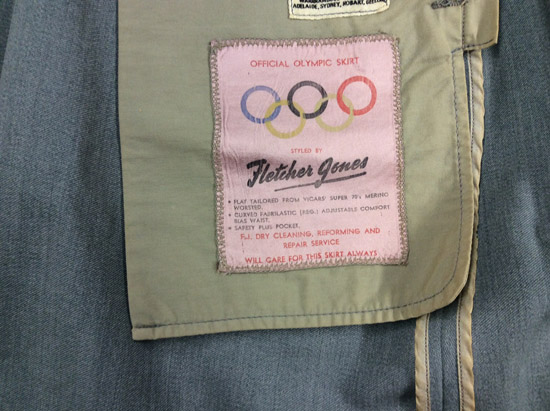 ADELAIDE, SYDNEY, HOBART, GEELONG
OFFICIAL OLYMPIC SKIRT
STYLED BY
Fletcher Jones
• FLAT TAILORED FROM VICARS' SUPER 70's MERINO
WORSTED.
• CURVED FABRILASTIC (REG.) ADJUSTABLE COMFORT
BIAS WAIST.
• SAFETY PLUS POCKET.
F.J. DRY CLEANING, REFORMING AND
REPAIR SERVICE
WILL CARE FOR THIS SKIRT ALWAYS